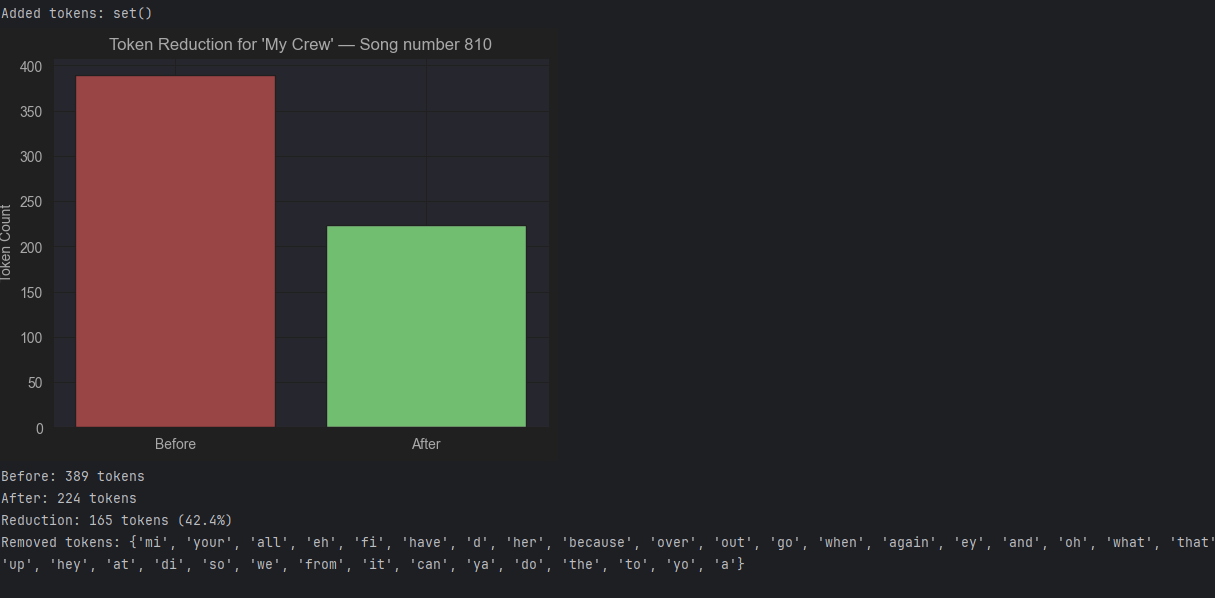 Added tokens: set()
Token Reduction for 'My Crew' — Song number 810
400
350
300
250
200
150
100
50
0
Token Count
Before After
Before: 389 tokens
After: 224 tokens
Reduction: 165 tokens (42.4%)
Removed tokens: {'mi', 'your', 'all', 'eh', 'fi', 'have', 'd', 'her', 'because', 'over', 'out', 'go', 'when', 'again', 'ey', 'and', 'oh', 'what', 'that'
'up', 'hey', 'at', 'di', 'so', 'we', 'from', 'it', 'can', 'ya', 'do', 'the', 'to', 'yo', 'a'}